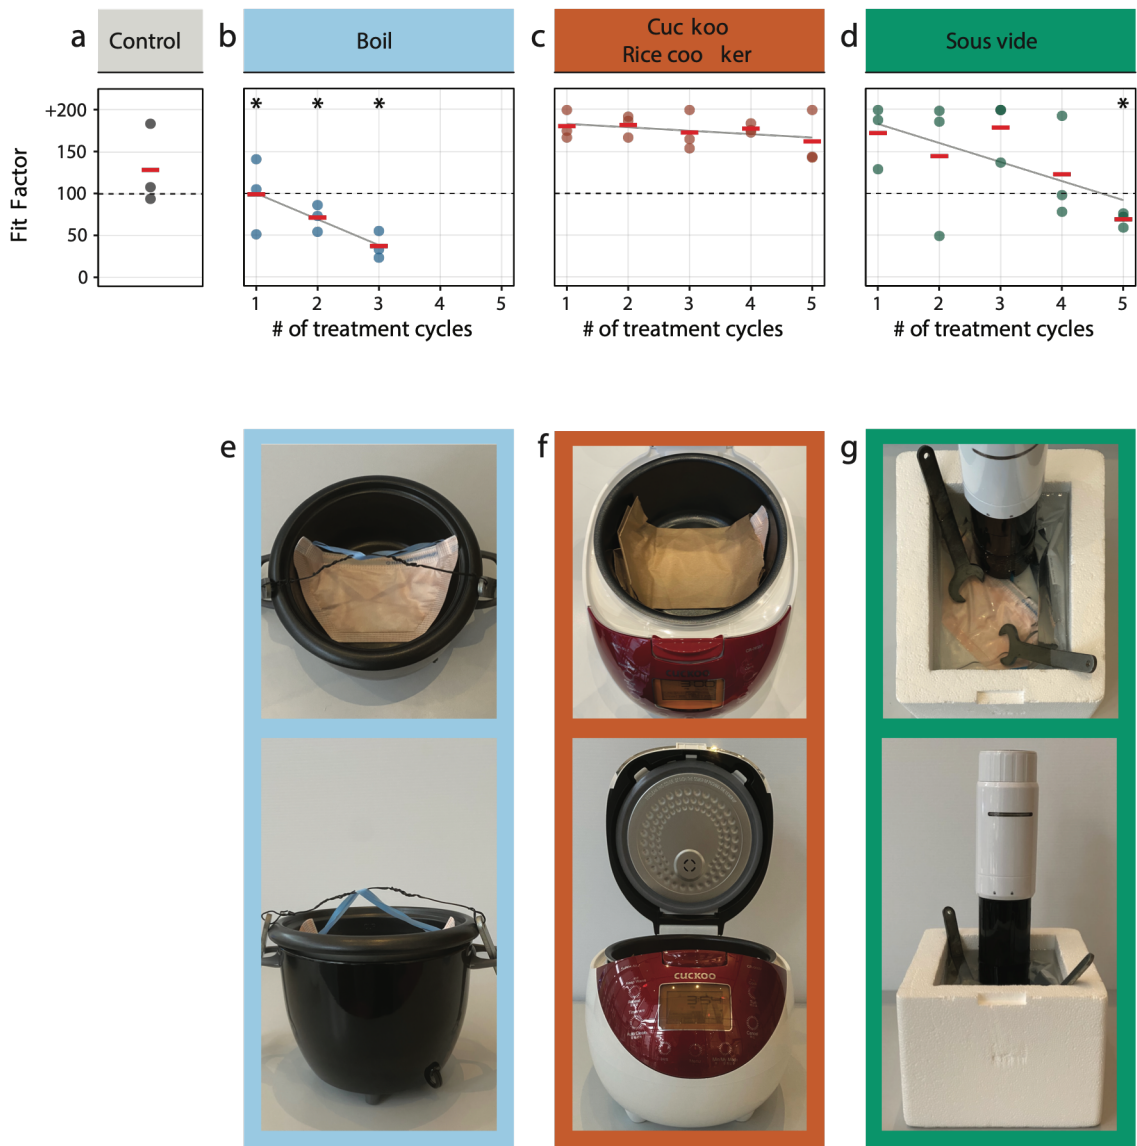 a
Control
b
Boil
c
Cuc koo
Rice coo ker
d
Sous vide
Fit Factor
+200
150
100
50
0
* * *
1 2 3 4 5
# of treatment cycles
1 2 3 4 5
# of treatment cycles
*
1 2 3 4 5
# of treatment cycles
e
f
g
CUCKOO